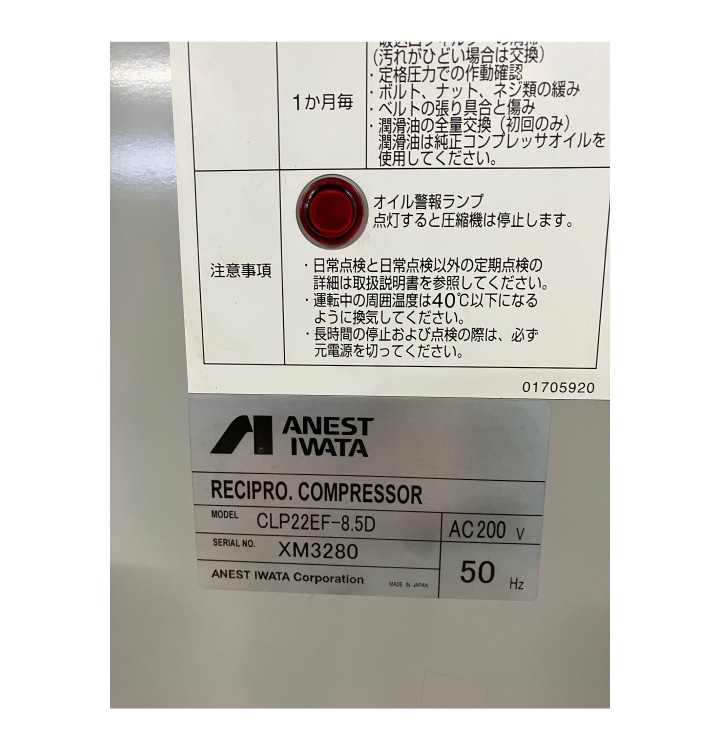 (汚れがひどい場合は交換)
・定格圧力での作動確認
・ボルト、ナット、ネジ類の緩み
1か月毎
・ベルトの張り具合と傷み
・潤滑油の全量交換（初回のみ）
潤滑油は純正コンプレッサオイルを
使用してください。
オイル警報ランプ
点灯すると圧縮機は停止します。
注意事項
・日常点検と日常点検以外の定期点検の
詳細は取扱説明書を参照してください。
・運転中の周囲温度は40℃以下になる
ように換気してください。
・長時間の停止および点検の際は、必ず
元電源を切ってください。
01705920
ANEST
IWATA
RECIPRO. COMPRESSOR
MODEL CLP22EF-8.5D
AC200 V
SERIAL NO. XM3280
50 Hz
ANEST IWATA Corporation MADE IN JAPAN